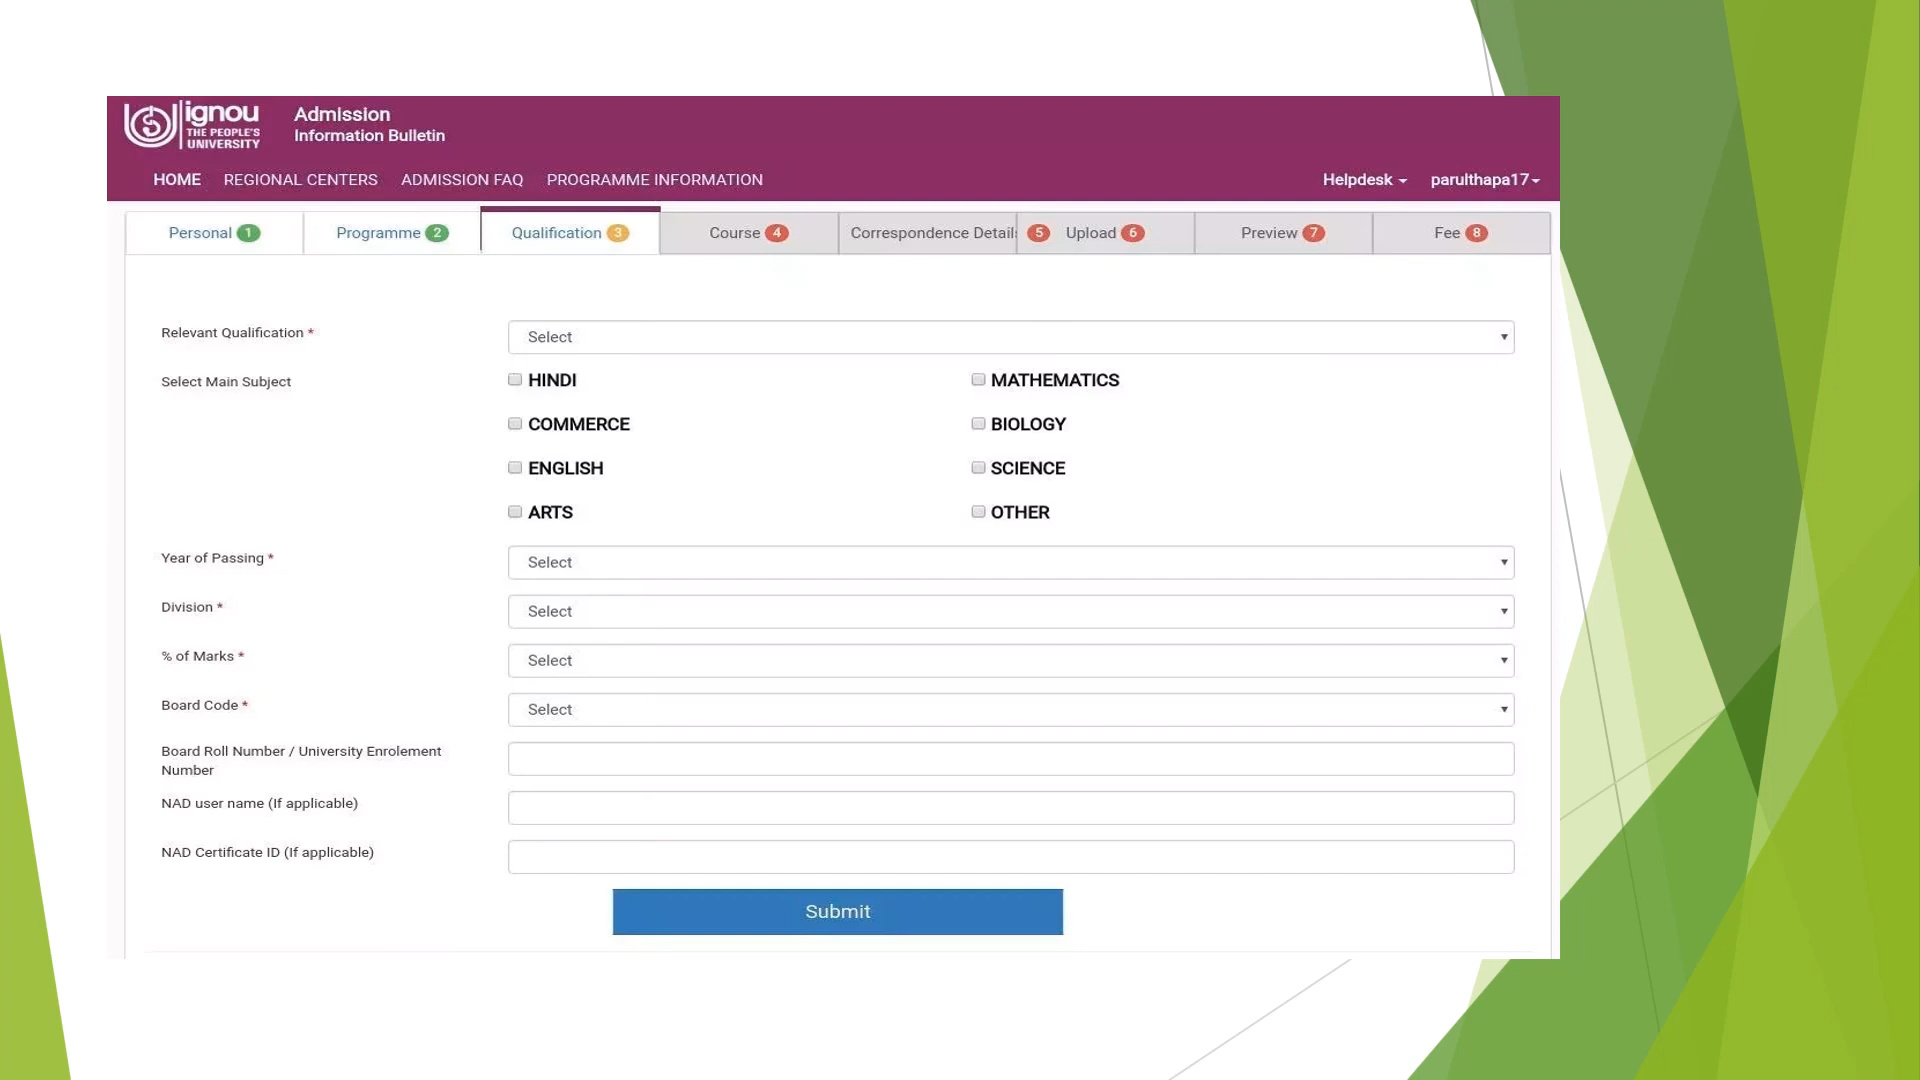 ignou
THE PEOPLE'S
UNIVERSITY
Admission
Information Bulletin
HOME REGIONAL CENTERS ADMISSION FAQ PROGRAMME INFORMATION Helpdesk parulthapa17
Personal 1 Programme 2 Qualification 3 Course 4 Correspondence Details 5 Upload 6 Preview 7 Fee 8
Relevant Qualification * Select
Select Main Subject HINDI MATHEMATICS
COMMERCE BIOLOGY
ENGLISH SCIENCE
ARTS OTHER
Year of Passing * Select
Division * Select
% of Marks * Select
Board Code * Select
Board Roll Number / University Enrolement
Number
NAD user name (If applicable)
NAD Certificate ID (If applicable)
Submit